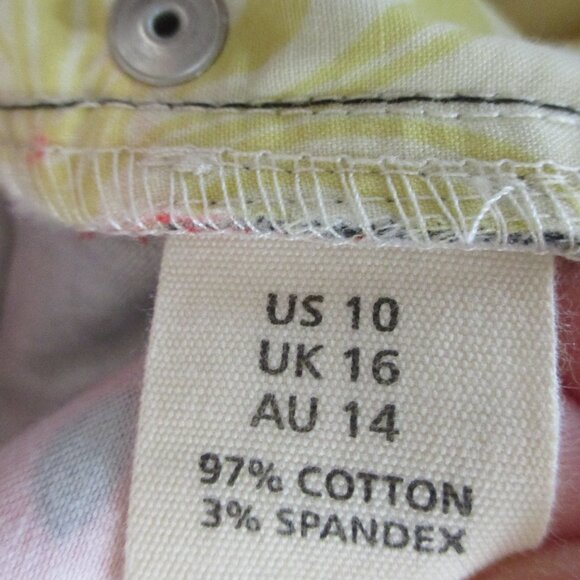 US 10
UK 16
AU 14
97% COTTON
3% SPANDEX